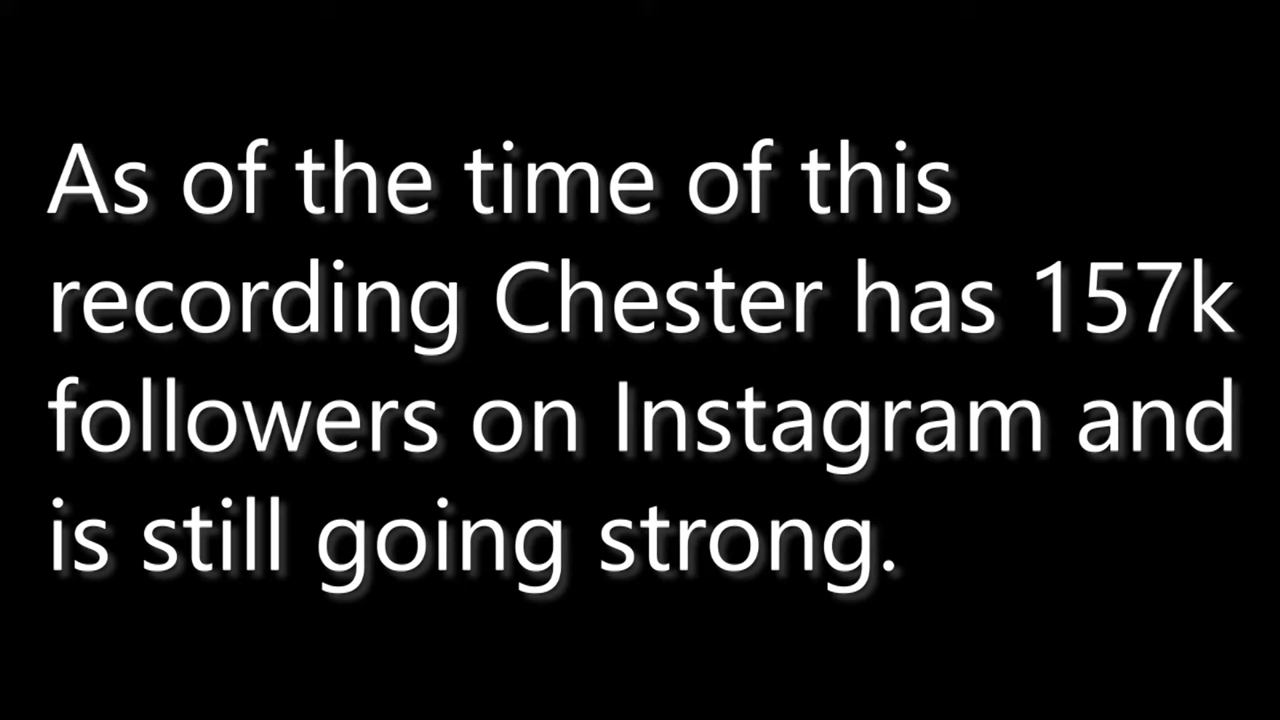 As of the time of this
recording Chester has 157k
followers on Instagram and
is still going strong.